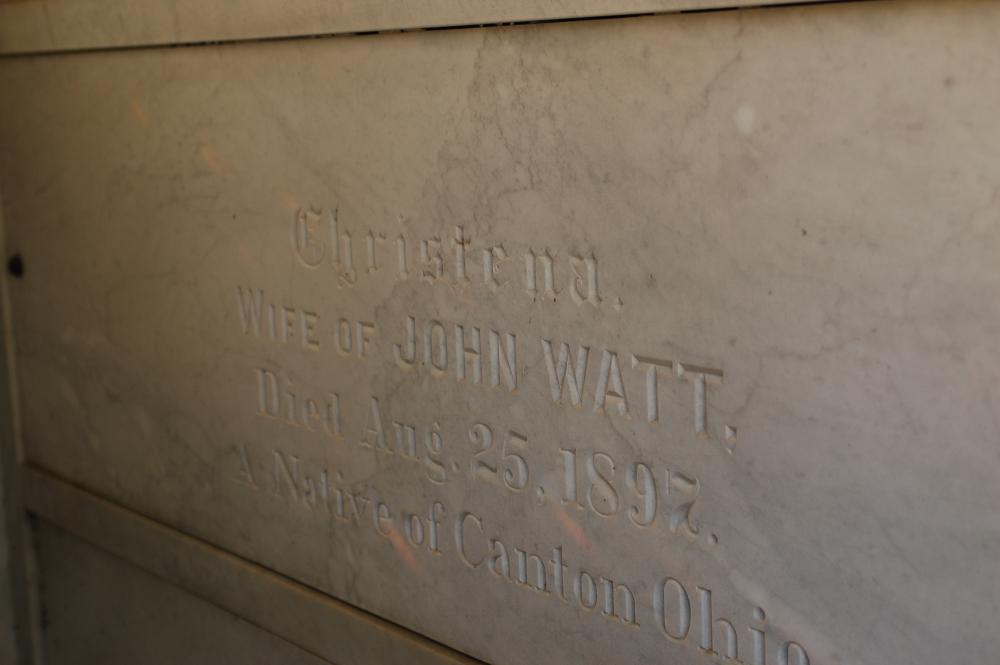 Christena.
WIFE OF JOHN WATT,
Died Aug. 25, 1897.
A Native of Canton Ohio